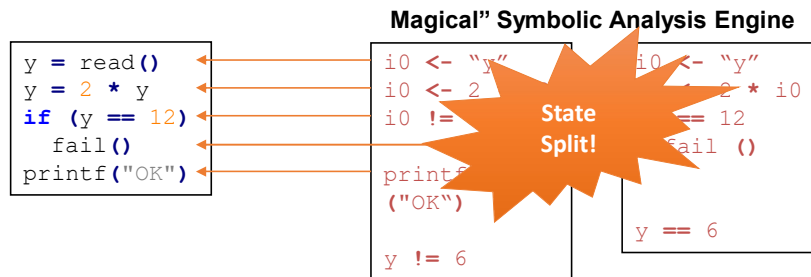 Magical” Symbolic Analysis Engine
y = read()
y = 2 * y
if (y == 12)
fail()
printf("OK")
i0 <- “y”
i0 <- 2
i0 !=
printf
("OK“)
y != 6
State
Split!
i0 <- “y”
2 * i0
== 12
fail ()
y == 6